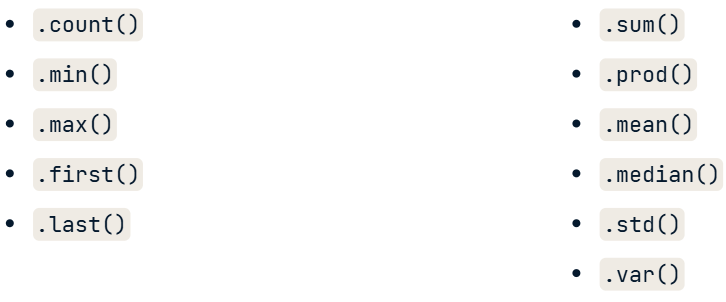 .count()
.min()
.max()
.first()
.last()
.sum()
.prod()
.mean()
.median()
.std()
.var()